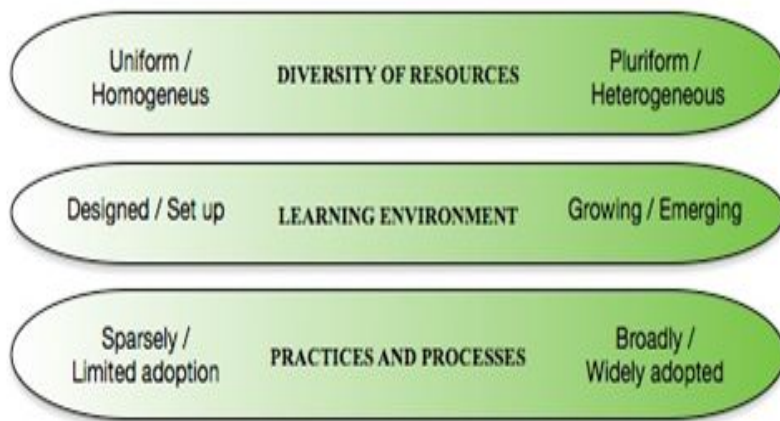 Uniform /
Homogeneus
DIVERSITY OF RESOURCES
Pluriform /
Heterogeneous
Designed / Set up
LEARNING ENVIRONMENT
Growing / Emerging
Sparsely /
Limited adoption
PRACTICES AND PROCESSES
Broadly /
Widely adopted